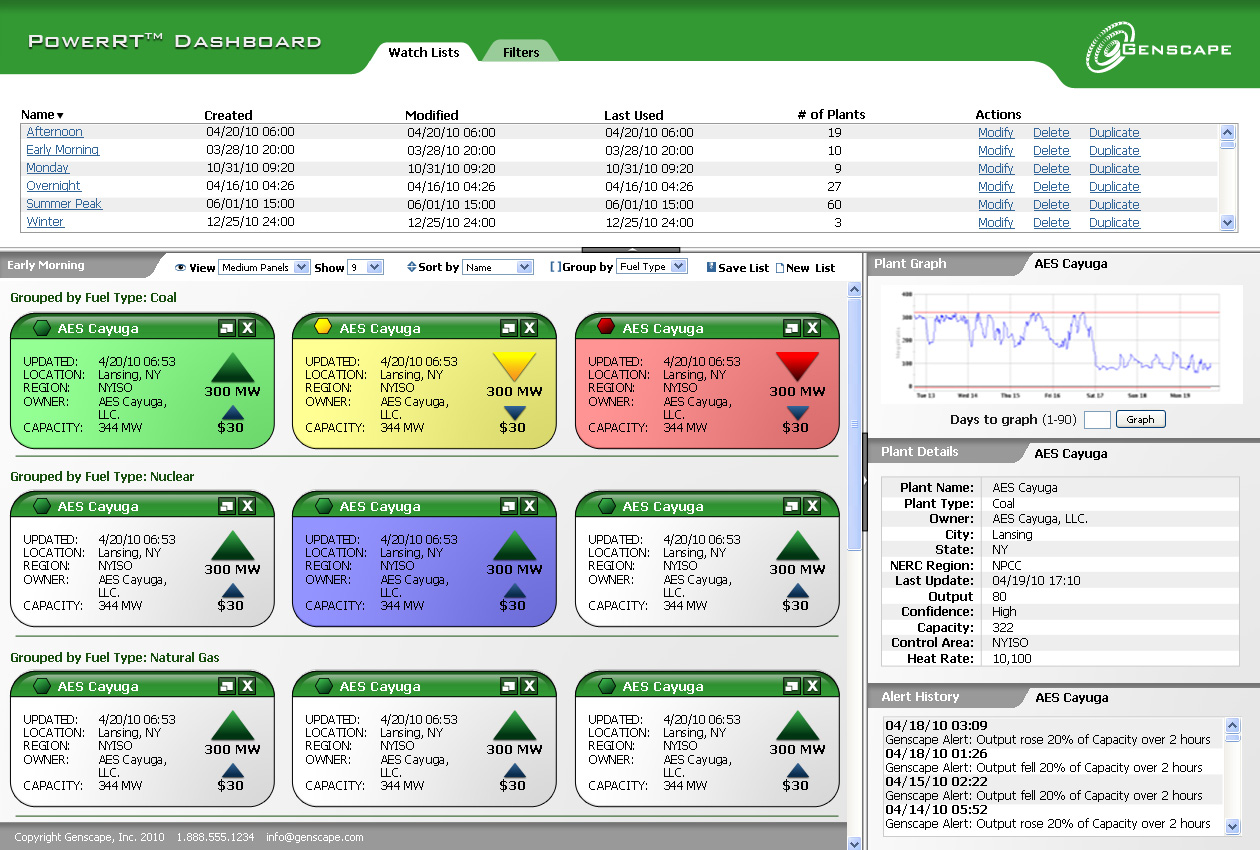 PowerRT™ Dashboard
Watch Lists
Filters
Genscape
Name Created Modified Last Used # of Plants Actions
Afternoon 04/20/10 06:00 04/20/10 06:00 04/20/10 06:00 19 Modify Delete Duplicate
Early Morning 03/28/10 20:00 03/28/10 20:00 03/28/10 20:00 10 Modify Delete Duplicate
Monday 10/31/10 09:20 10/31/10 09:20 10/31/10 09:20 9 Modify Delete Duplicate
Overnight 04/16/10 04:26 04/16/10 04:26 04/16/10 04:26 27 Modify Delete Duplicate
Summer Peak 06/01/10 15:00 06/01/10 15:00 06/01/10 15:00 60 Modify Delete Duplicate
Winter 12/25/10 24:00 12/25/10 24:00 12/25/10 24:00 3 Modify Delete Duplicate
Early Morning
View Medium Panels Show 9 Sort by Name []Group by Fuel Type Save List New List
Grouped by Fuel Type: Coal
AES Cayuga
UPDATED: 4/20/10 06:53
LOCATION: Lansing, NY
REGION: NYISO
OWNER: AES Cayuga,
LLC.
CAPACITY: 344 MW
300 MW
$30
AES Cayuga
UPDATED: 4/20/10 06:53
LOCATION: Lansing, NY
REGION: NYISO
OWNER: AES Cayuga,
LLC.
CAPACITY: 344 MW
300 MW
$30
AES Cayuga
UPDATED: 4/20/10 06:53
LOCATION: Lansing, NY
REGION: NYISO
OWNER: AES Cayuga,
LLC.
CAPACITY: 344 MW
300 MW
$30
Grouped by Fuel Type: Nuclear
AES Cayuga
UPDATED: 4/20/10 06:53
LOCATION: Lansing, NY
REGION: NYISO
OWNER: AES Cayuga,
LLC.
CAPACITY: 344 MW
300 MW
$30
AES Cayuga
UPDATED: 4/20/10 06:53
LOCATION: Lansing, NY
REGION: NYISO
OWNER: AES Cayuga,
LLC.
CAPACITY: 344 MW
300 MW
$30
AES Cayuga
UPDATED: 4/20/10 06:53
LOCATION: Lansing, NY
REGION: NYISO
OWNER: AES Cayuga,
LLC.
CAPACITY: 344 MW
300 MW
$30
Grouped by Fuel Type: Natural Gas
AES Cayuga
UPDATED: 4/20/10 06:53
LOCATION: Lansing, NY
REGION: NYISO
OWNER: AES Cayuga,
LLC.
CAPACITY: 344 MW
300 MW
$30
AES Cayuga
UPDATED: 4/20/10 06:53
LOCATION: Lansing, NY
REGION: NYISO
OWNER: AES Cayuga,
LLC.
CAPACITY: 344 MW
300 MW
$30
AES Cayuga
UPDATED: 4/20/10 06:53
LOCATION: Lansing, NY
REGION: NYISO
OWNER: AES Cayuga,
LLC.
CAPACITY: 344 MW
300 MW
$30
Copyright Genscape, Inc. 2010 1.888.555.1234 info@genscape.com
Plant Graph AES Cayuga
400
300
200
100
0
Tue 13 Wed 14 Thu 15 Fri 16 Sat 17 Sun 18 Mon 19
Days to graph (1-90) Graph
Plant Details AES Cayuga
Plant Name: AES Cayuga
Plant Type: Coal
Owner: AES Cayuga, LLC.
City: Lansing
State: NY
NERC Region: NPCC
Last Update: 04/19/10 17:10
Output 80
Confidence: High
Capacity: 322
Control Area: NYISO
Heat Rate: 10,100
Alert History AES Cayuga
04/18/10 03:09
Genscape Alert: Output rose 20% of Capacity over 2 hours
04/18/10 01:26
Genscape Alert: Output fell 20% of Capacity over 2 hours
04/15/10 02:22
Genscape Alert: Output fell 20% of Capacity over 2 hours
04/14/10 05:52
Genscape Alert: Output rose 20% of Capacity over 2 hours